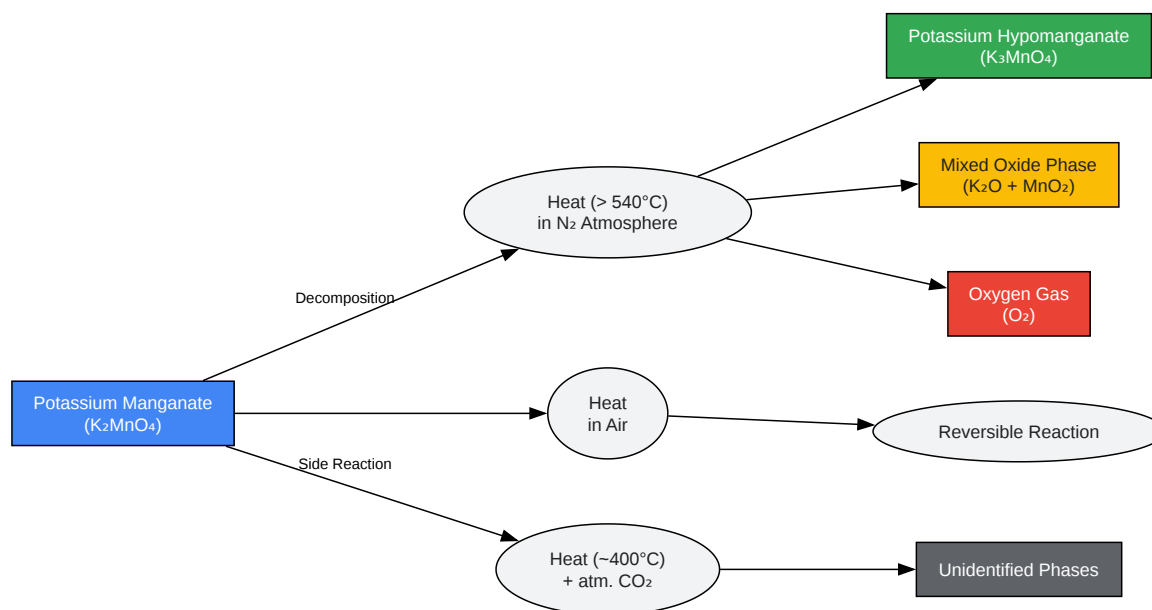 Potassium Hypomanganate
(K₃MnO₄)
Mixed Oxide Phase
(K₂O + MnO₂)
Heat (> 540°C)
in N₂ Atmosphere
Oxygen Gas
(O₂)
Decomposition
Potassium Manganate
(K₂MnO₄)
Heat
in Air
Reversible Reaction
Side Reaction
Heat (~400°C)
+ atm. CO₂
Unidentified Phases